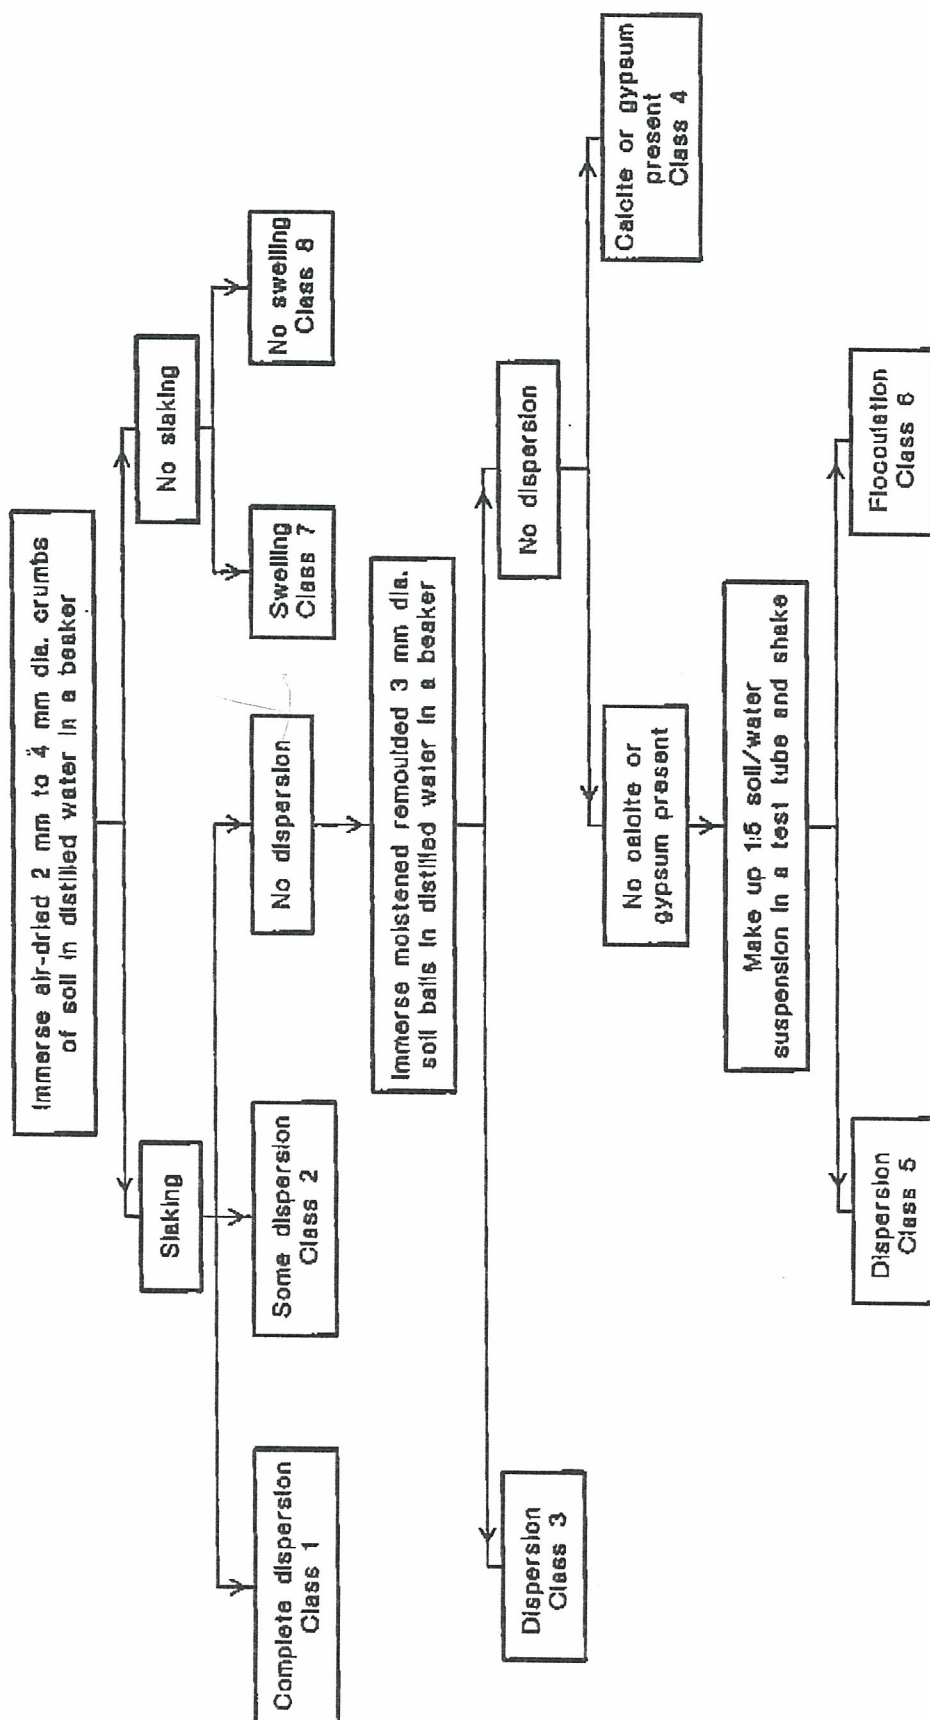 Immerse air-dried 2 mm to 4 mm dia. crumbs
of soil in distilled water in a beaker
Slaking
No slaking
Complete dispersion
Class 1
Some dispersion
Class 2
No dispersion
Swelling
Class 7
No swelling
Class 8
Immerse moistened remoulded 3 mm dia.
soil balls in distilled water in a beaker
Dispersion
Class 3
No dispersion
No calcite or
gypsum present
Calcite or gypsum
present
Class 4
Make up 1:5 soil/water
suspension in a test tube and shake
Dispersion
Class 5
Flocculation
Class 6